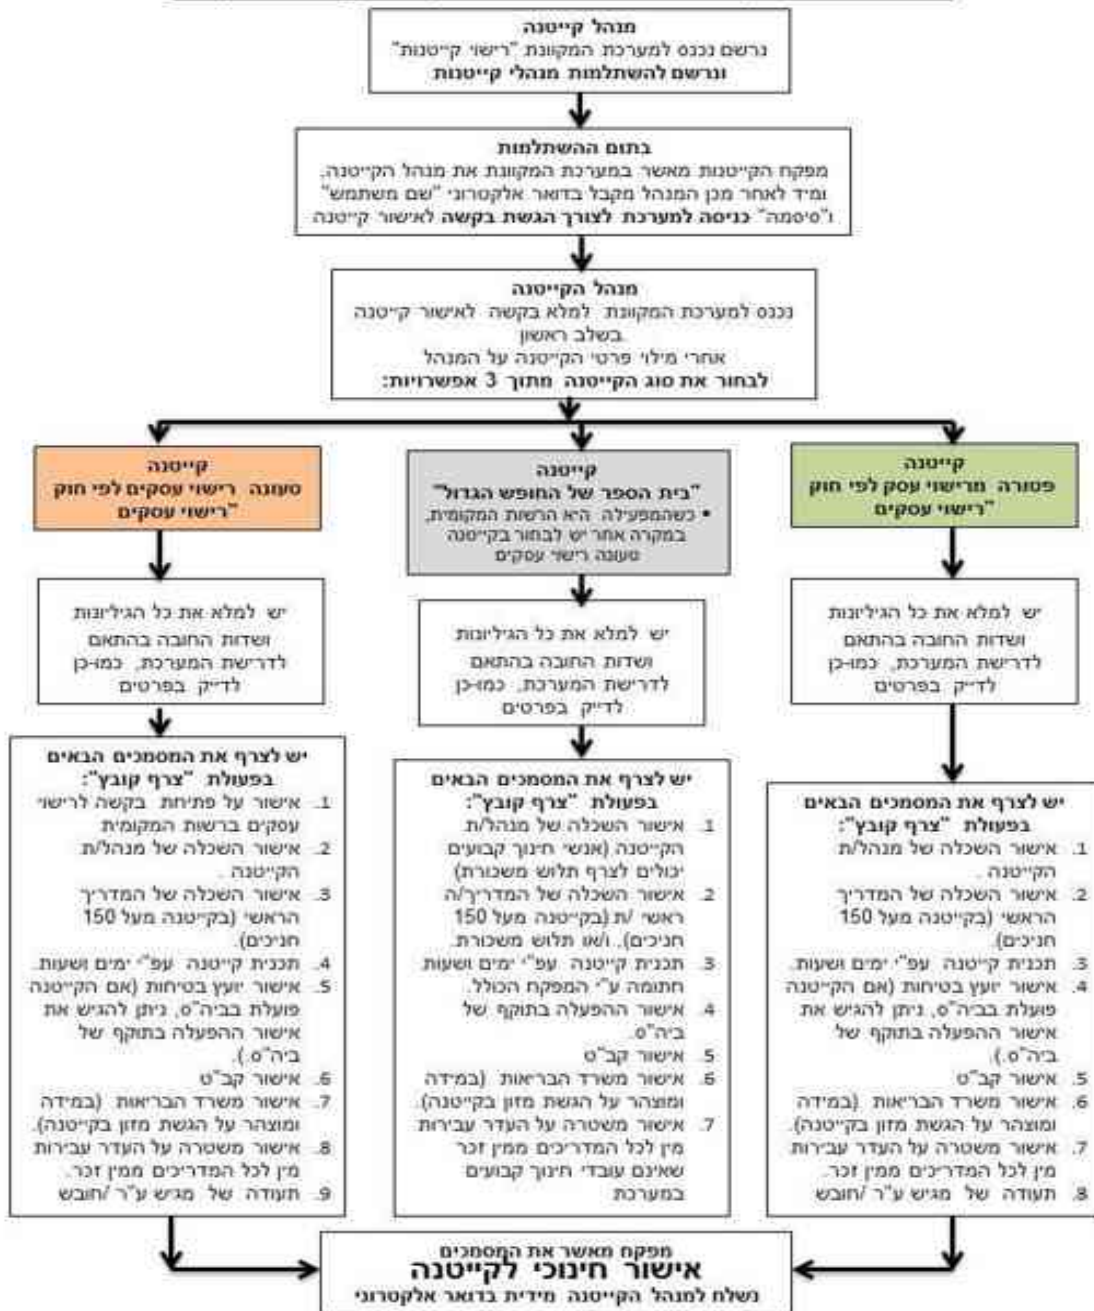 מנהל קייטנה
נרשם נכנס למערכת המקוונת "רישוי קייטנות"
ונרשם להשתלמות מנהלי קייטנות
בתום ההשתלמות
מפקח הקייטנות מאשר במערכת המקוונת את מנהל הקייטנה,
ומיד לאחר מכן המנהל מקבל בדואר אלקטרוני "שם משתמש"
ו"סיסמה" כניסה למערכת לצורך הגשת בקשה לאישור קייטנה
מנהל הקייטנה
נכנס למערכת המקוונת למלא בקשה לאישור קייטנה
בשלב ראשון.
אחרי מילוי פרטי הקייטנה על המנהל
לבחור את סוג הקייטנה מתוך 3 אפשרויות:
קייטנה
פטורה מרישוי עסק לפי חוק
"רישוי עסקים
קייטנה
"בית הספר של החופש הגדול"
• כשהמפעילה היא הרשות המקומית,
במקרה אחר יש לבחור בקייטנה
טעונה רישוי עסקים
קייטנה
טעונה רישוי עסקים לפי חוק
"רישוי עסקים
יש למלא את כל הגיליונות
ושדות החובה בהתאם
לדרישת המערכת, כמו-כן
לדייק בפרטים
יש למלא את כל הגיליונות
ושדות החובה בהתאם
לדרישת המערכת, כמו-כן
לדייק בפרטים
יש למלא את כל הגיליונות
ושדות החובה בהתאם
לדרישת המערכת, כמו-כן
לדייק בפרטים
יש לצרף את המסמכים הבאים
בפעולת "צרף קובץ":
1. אישור השכלה של מנהל/ת
הקייטנה .
2. אישור השכלה של המדריך
הראשי (בקייטנה מעל 150
חניכים).
3. תכנית קייטנה עפ"י ימים ושעות.
4. אישור יועץ בטיחות (אם הקייטנה
פועלת בביה"ס, ניתן להגיש את
אישור ההפעלה בתוקף של
ביה"ס.).
5. אישור קב"ט
6. אישור משרד הבריאות (במידה
ומוצהר על הגשת מזון בקייטנה).
7. אישור משטרה על העדר עבירות
מין לכל המדריכים ממין זכר.
8. תעודה של מגיש ע"ר /חובש
יש לצרף את המסמכים הבאים
בפעולת "צרף קובץ":
1. אישור השכלה של מנהל/ת
הקייטנה (אנשי חינוך קבועים
יכולים לצרף תלוש משכורת)
2. אישור השכלה של המדריך/ה
ראשי /ת (בקייטנה מעל 150
חניכים). ו/או תלוש משכורת.
3. תכנית קייטנה עפ"י ימים ושעות.
חתומה ע"י המפקח הכולל.
4. אישור ההפעלה בתוקף של
ביה"ס.
5. אישור קב"ט
6. אישור משרד הבריאות (במידה
ומוצהר על הגשת מזון בקייטנה).
7. אישור משטרה על העדר עבירות
מין לכל המדריכים ממין זכר
שאינם עובדי חינוך קבועים
במערכת
יש לצרף את המסמכים הבאים
בפעולת "צרף קובץ":
1. אישור על פתיחת בקשה לרישוי
עסקים ברשות המקומית
2. אישור השכלה של מנהל/ת
הקייטנה .
3. אישור השכלה של המדריך
הראשי (בקייטנה מעל 150
חניכים).
4. תכנית קייטנה עפ"י ימים ושעות.
5. אישור יועץ בטיחות (אם הקייטנה
פועלת בביה"ס, ניתן להגיש את
אישור ההפעלה בתוקף של
ביה"ס.).
6. אישור קב"ט
7. אישור משרד הבריאות (במידה
ומוצהר על הגשת מזון בקייטנה).
8. אישור משטרה על העדר עבירות
מין לכל המדריכים ממין זכר.
9. תעודה של מגיש ע"ר /חובש
מפקח מאשר את המסמכים
אישור חינוכי לקייטנה
נשלח למנהל הקייטנה מידית בדואר אלקטרוני